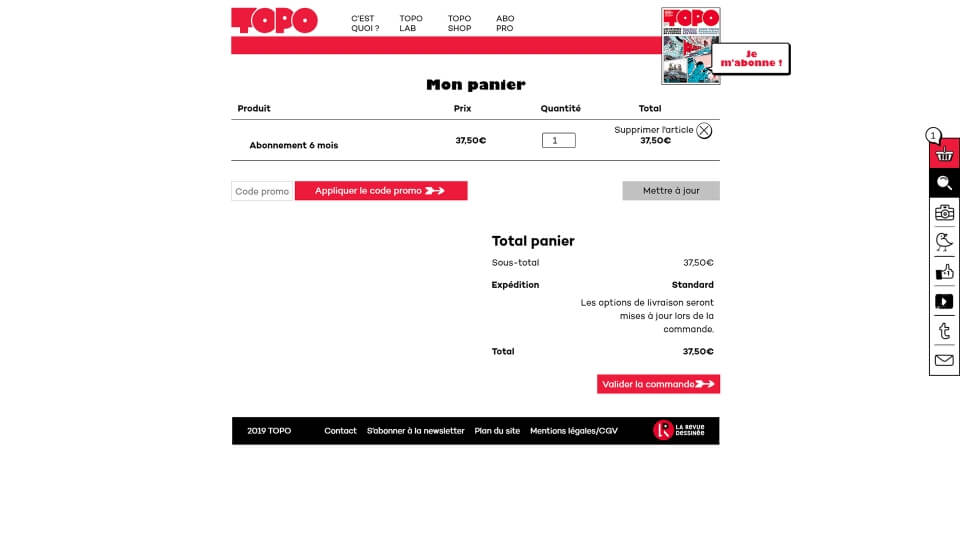 TOPO
C'EST
QUOI ?
TOPO
LAB
TOPO
SHOP
ABO
PRO
TOPO
Je
m'abonne !
Mon panier
Produit Prix Quantité Total
Supprimer l'article
Abonnement 6 mois 37,50€ 1 37,50€
1
Code promo Appliquer le code promo Mettre à jour
Total panier
Sous-total 37,50€
Expédition Standard
Les options de livraison seront
mises à jour lors de la
commande.
Total 37,50€
Valider la commande
2019 TOPO Contact S'abonner à la newsletter Plan du site Mentions légales/CGV LA REVUE
DESSINÉE